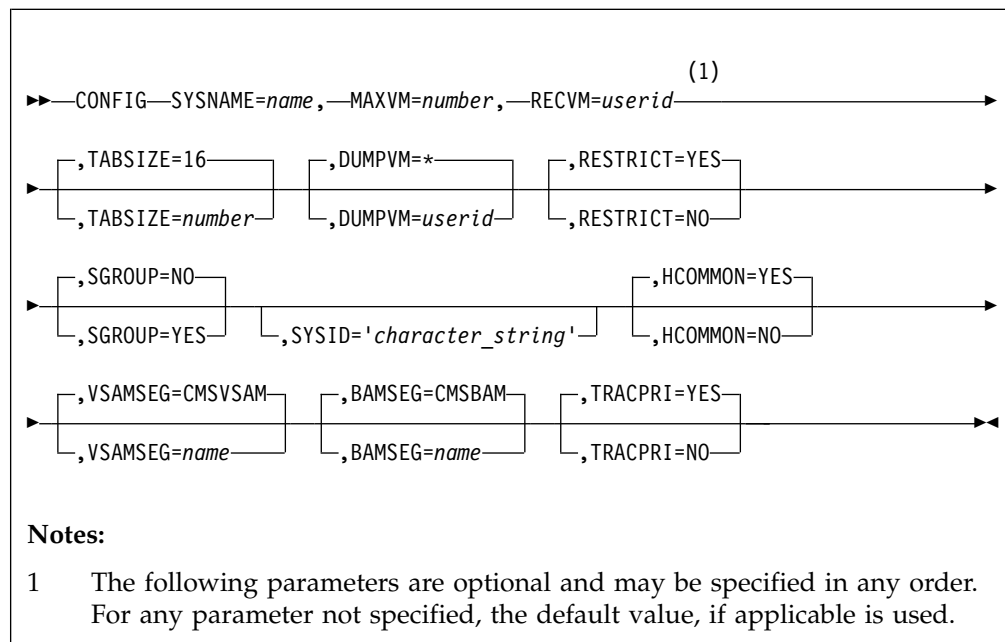 (1)
CONFIG SYSNAME=name, MAXVM=number, RECVM=userid
,TABSIZE=16 ,DUMPVM=* ,RESTRICT=YES
,TABSIZE=number ,DUMPVM=userid ,RESTRICT=NO
,SGROUP=NO ,HCOMMON=YES
,SGROUP=YES ,SYSID='character_string' ,HCOMMON=NO
,VSAMSEG=CMSVSAM ,BAMSEG=CMSBAM ,TRACPRI=YES
,VSAMSEG=name ,BAMSEG=name ,TRACPRI=NO
Notes:
1 The following parameters are optional and may be specified in any order.
For any parameter not specified, the default value, if applicable is used.